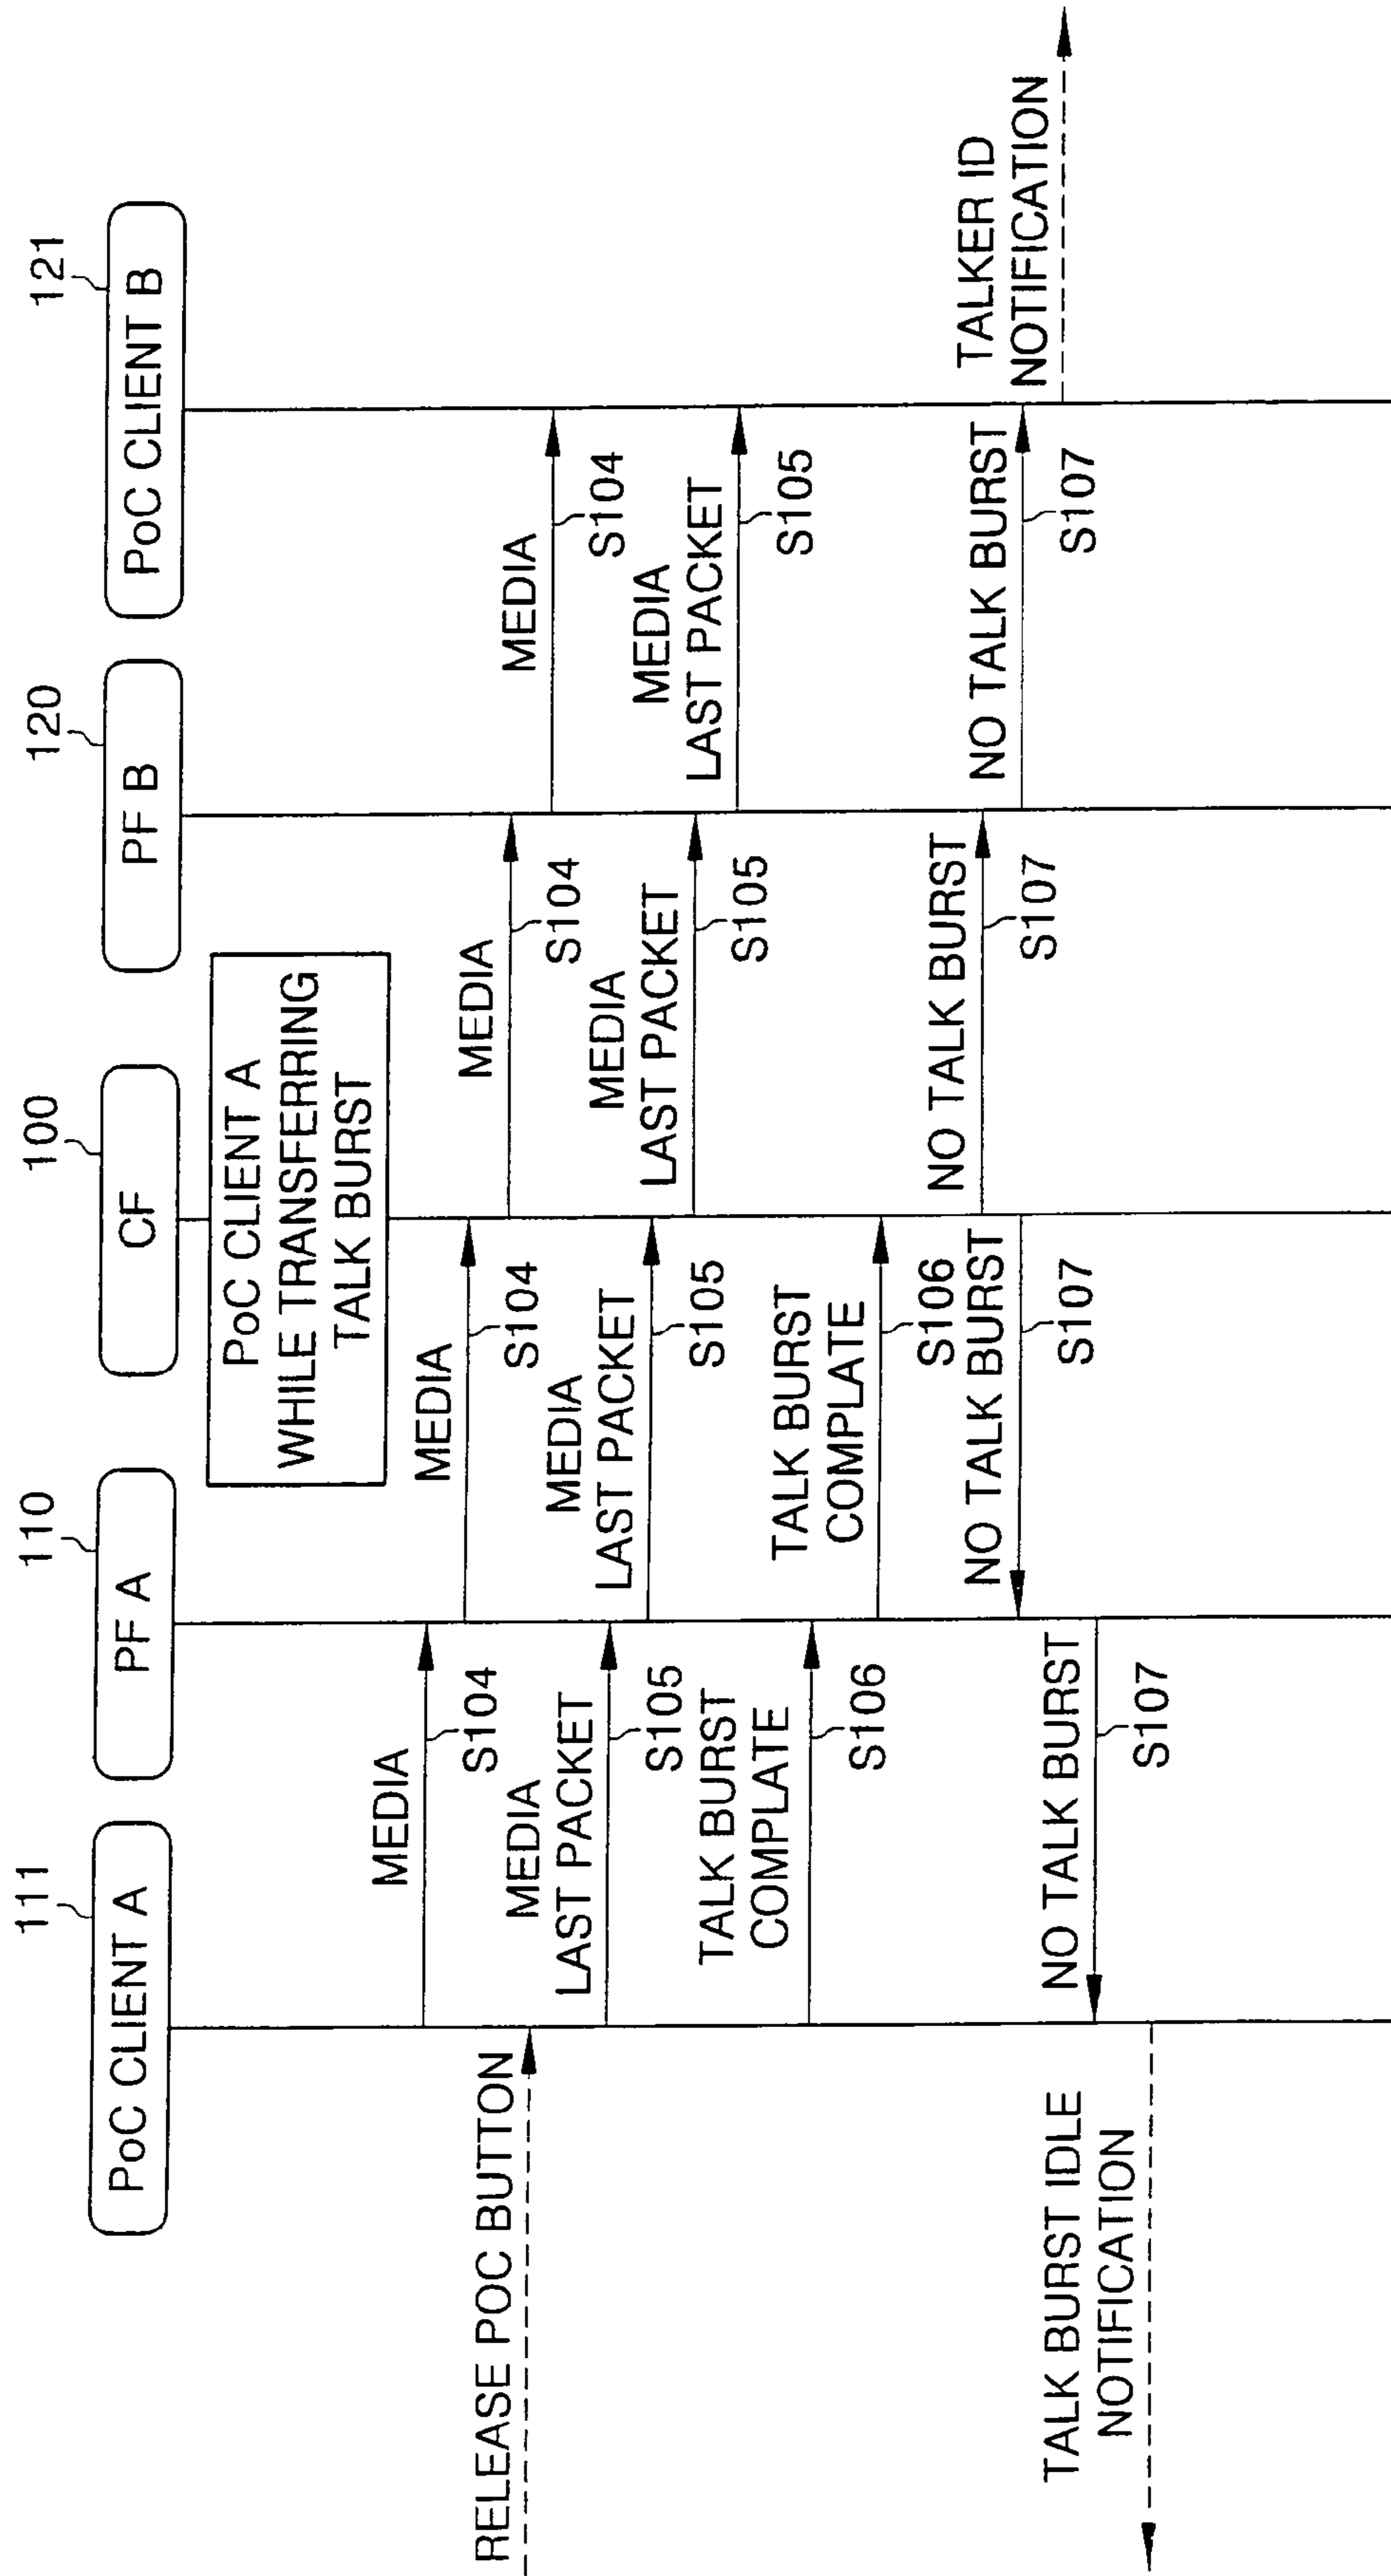 111
110
100
120
121
PoC CLIENT A
PF A
CF
PF B
PoC CLIENT B
PoC CLIENT A
WHILE TRANSFERRING
TALK BURST
MEDIA
S104
MEDIA
S104
MEDIA
S104
MEDIA
S104
RELEASE POC BUTTON
MEDIA
LAST PACKET
S105
MEDIA
LAST PACKET
S105
MEDIA
LAST PACKET
S105
MEDIA
LAST PACKET
S105
TALK BURST
COMPLATE
S106
TALK BURST
COMPLATE
S106
NO TALK BURST
S107
NO TALK BURST
S107
NO TALK BURST
S107
NO TALK BURST
S107
TALKER ID
NOTIFICATION
TALK BURST IDLE
NOTIFICATION